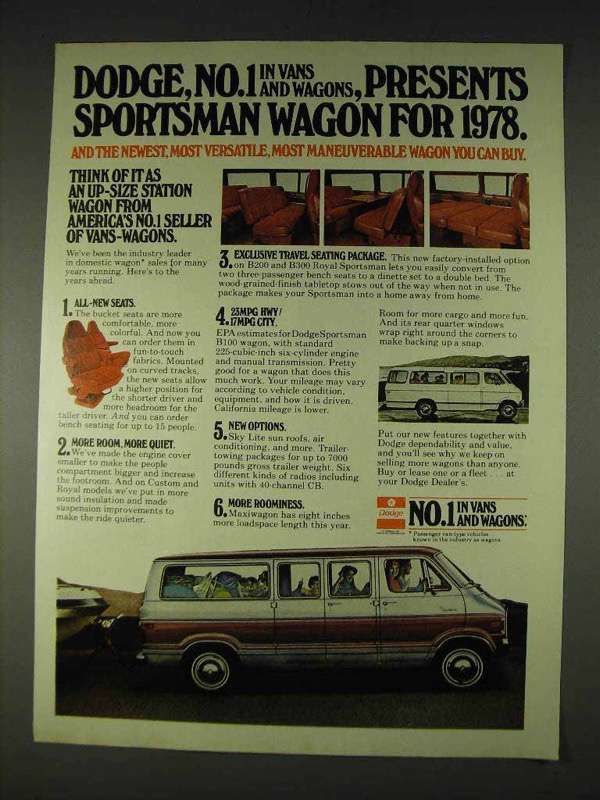 DODGE, NO.1 IN VANS AND WAGONS, PRESENTS
SPORTSMAN WAGON FOR 1978.
AND THE NEWEST, MOST VERSATILE, MOST MANEUVERABLE WAGON YOU CAN BUY.
THINK OF IT AS
AN UP-SIZE STATION
WAGON FROM
AMERICA'S NO.1 SELLER
OF VANS-WAGONS.
We've been the industry leader
in domestic wagon* sales for many
years running. Here's to the
years ahead.
1. ALL-NEW SEATS.
The bucket seats are more
comfortable, more
colorful. And now you
can order them in
fun-to-touch
fabrics. Mounted
on curved tracks,
the new seats allow
a higher position for
the shorter driver and
more headroom for the
taller driver. And you can order
bench seating for up to 15 people.
2. MORE ROOM, MORE QUIET.
We've made the engine cover
smaller to make the people
compartment bigger and increase
the footroom. And on Custom and
Royal models we've put in more
sound insulation and made
suspension improvements to
make the ride quieter.
3. EXCLUSIVE TRAVEL SEATING PACKAGE. This new factory-installed option
on B200 and B300 Royal Sportsman lets you easily convert from
two three-passenger bench seats to a dinette set to a double bed. The
wood-grained-finish tabletop stows out of the way when not in use. The
package makes your Sportsman into a home away from home.
4. 25MPG HWY/
17MPG CITY.
EPA estimates for Dodge Sportsman
B100 wagon, with standard
225-cubic-inch six-cylinder engine
and manual transmission. Pretty
good for a wagon that does this
much work. Your mileage may vary
according to vehicle condition,
equipment, and how it is driven.
California mileage is lower.
5. NEW OPTIONS.
Sky Lite sun roofs, air
conditioning, and more. Trailer-
towing packages for up to 7000
pounds gross trailer weight. Six
different kinds of radios including
units with 40-channel CB.
6. MORE ROOMINESS.
Maxiwagon has eight inches
more loadspace length this year.
Room for more cargo and more fun.
And its rear quarter windows
wrap right around the corners to
make backing up a snap.
Put our new features together with
Dodge dependability and value,
and you'll see why we keep on
selling more wagons than anyone.
Buy or lease one or a fleet . . . at
your Dodge Dealer's.
Dodge
NO.1 IN VANS AND WAGONS*.
* Passenger van-type vehicles
known in the industry as wagons.